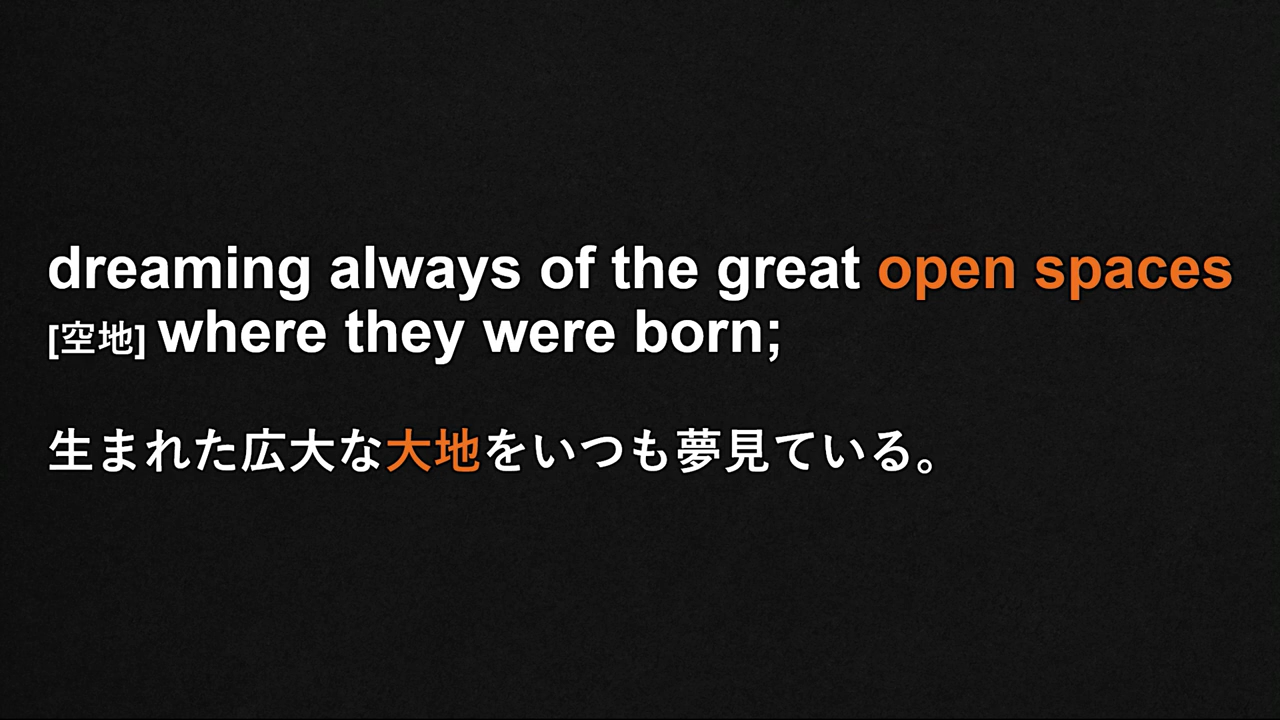 dreaming always of the great open spaces
[空地] where they were born;
生まれた広大な大地をいつも夢見ている。